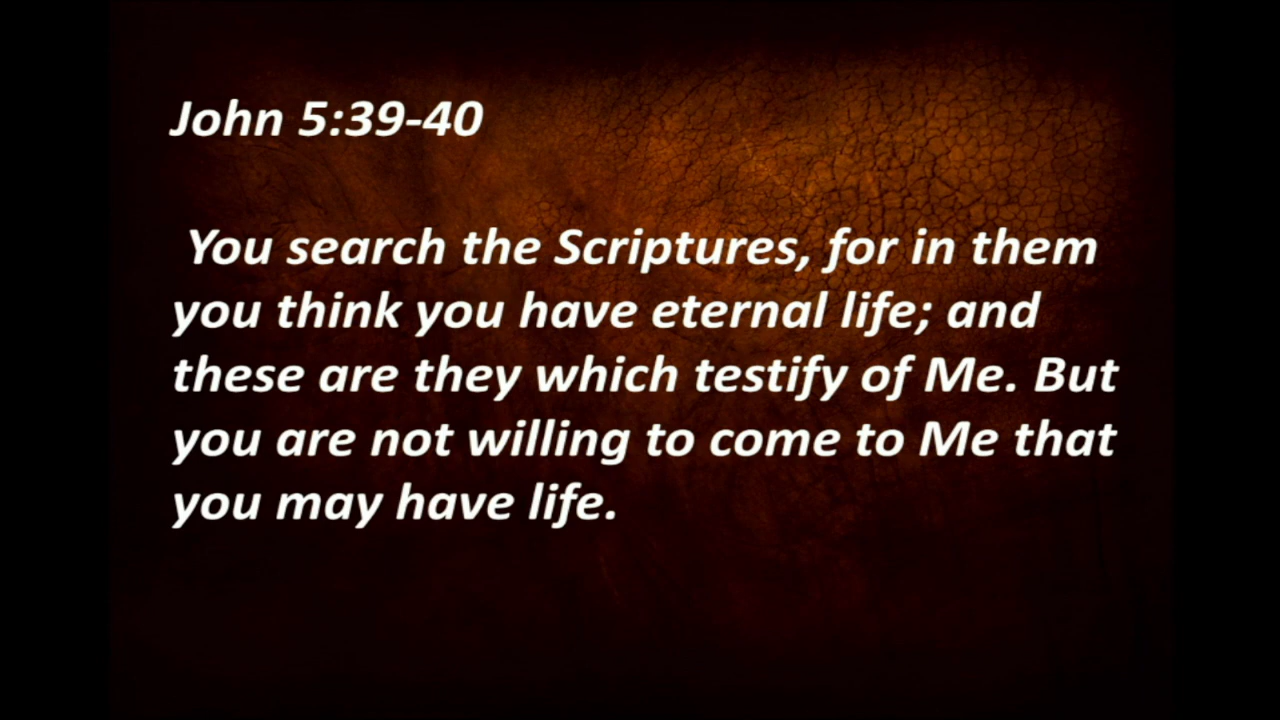 John 5:39-40
You search the Scriptures, for in them
you think you have eternal life; and
these are they which testify of Me. But
you are not willing to come to Me that
you may have life.